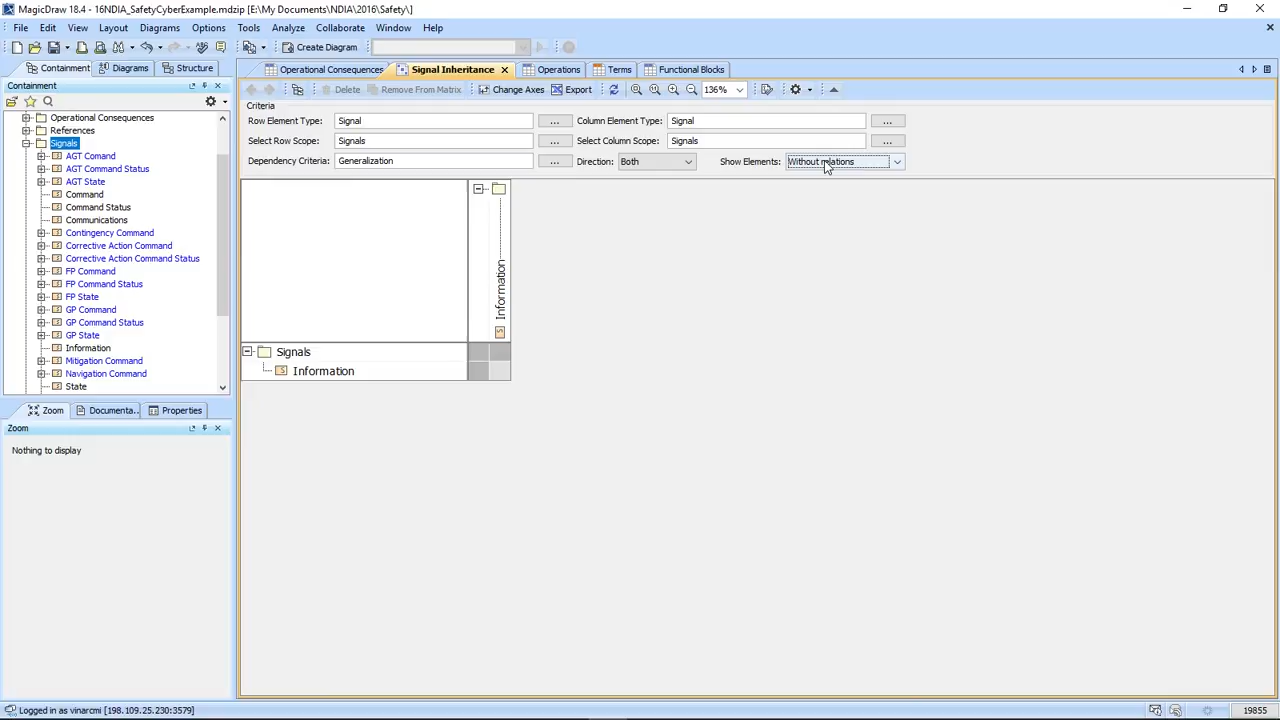 MagicDraw 18.4 - 16NDIA_SafetyCyberExample.mdzip [E:\My Documents\NDIA\2016\Safety\]
File Edit View Layout Diagrams Options Tools Analyze Collaborate Window Help
Create Diagram
Containment Diagrams Structure
Operational Consequences Signal Inheritance Operations Terms Functional Blocks
Containment
Delete Remove From Matrix Change Axes Export 136%
Criteria
Row Element Type: Signal ... Column Element Type: Signal ...
Select Row Scope: Signals ... Select Column Scope: Signals ...
Dependency Criteria: Generalization ... Direction: Both Show Elements: Without relations
Operational Consequences
References
Signals
AGT Comand
AGT Command Status
AGT State
Command
Command Status
Communications
Contingency Command
Corrective Action Command
Corrective Action Command Status
FP Command
FP Command Status
FP State
GP Command
GP Command Status
GP State
Information
Mitigation Command
Navigation Command
State
Information
Signals
Information
Zoom Documenta... Properties
Zoom
Nothing to display
Logged in as vinarcmi [198.109.25.230:3579]
19855